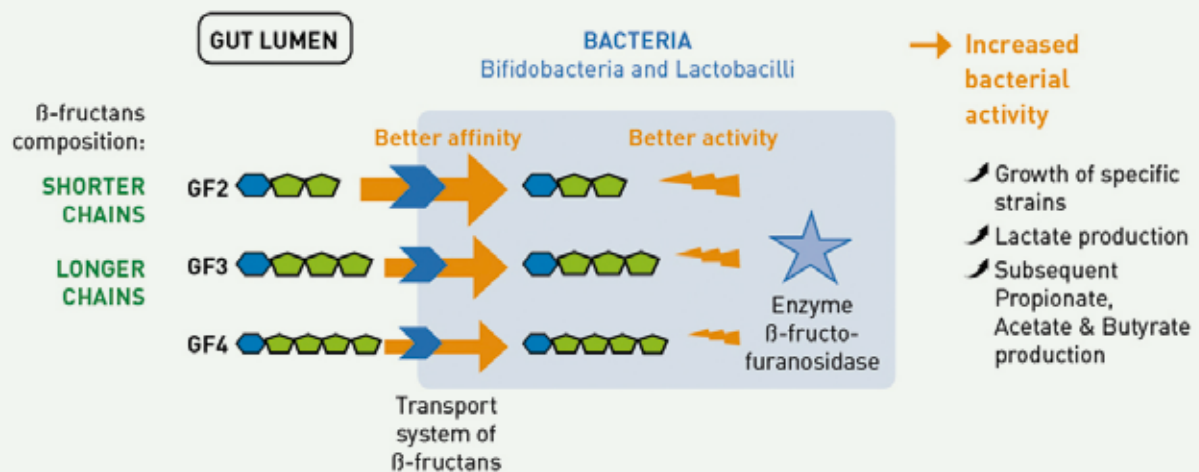 GUT LUMEN
BACTERIA
Bifidobacteria and Lactobacilli
Increased
bacterial
activity
ß-fructans
composition:
Better affinity
Better activity
SHORTER
CHAINS
GF2
LONGER
CHAINS
GF3
GF4
Enzyme
ß-fructo-
furanosidase
Transport
system of
ß-fructans
Growth of specific
strains
Lactate production
Subsequent
Propionate,
Acetate & Butyrate
production